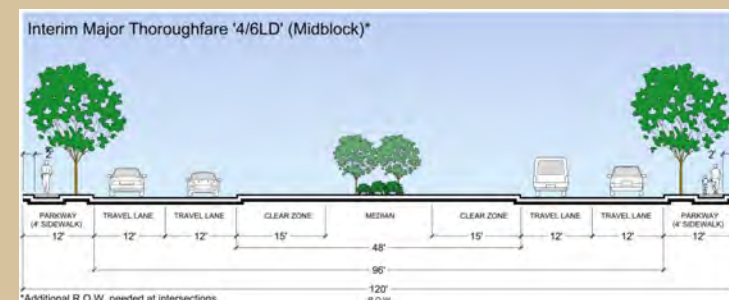 Interim Major Thoroughfare '4/6LD' (Midblock)*
2' 2'
PARKWAY TRAVEL LANE TRAVEL LANE CLEAR ZONE MEDIAN CLEAR ZONE TRAVEL LANE TRAVEL LANE PARKWAY
(4' SIDEWALK) (4' SIDEWALK)
12' 12' 12' 15' 15' 12' 12' 12'
48'
96'
120'
*Additional R.O.W. needed at intersections
R.O.W.